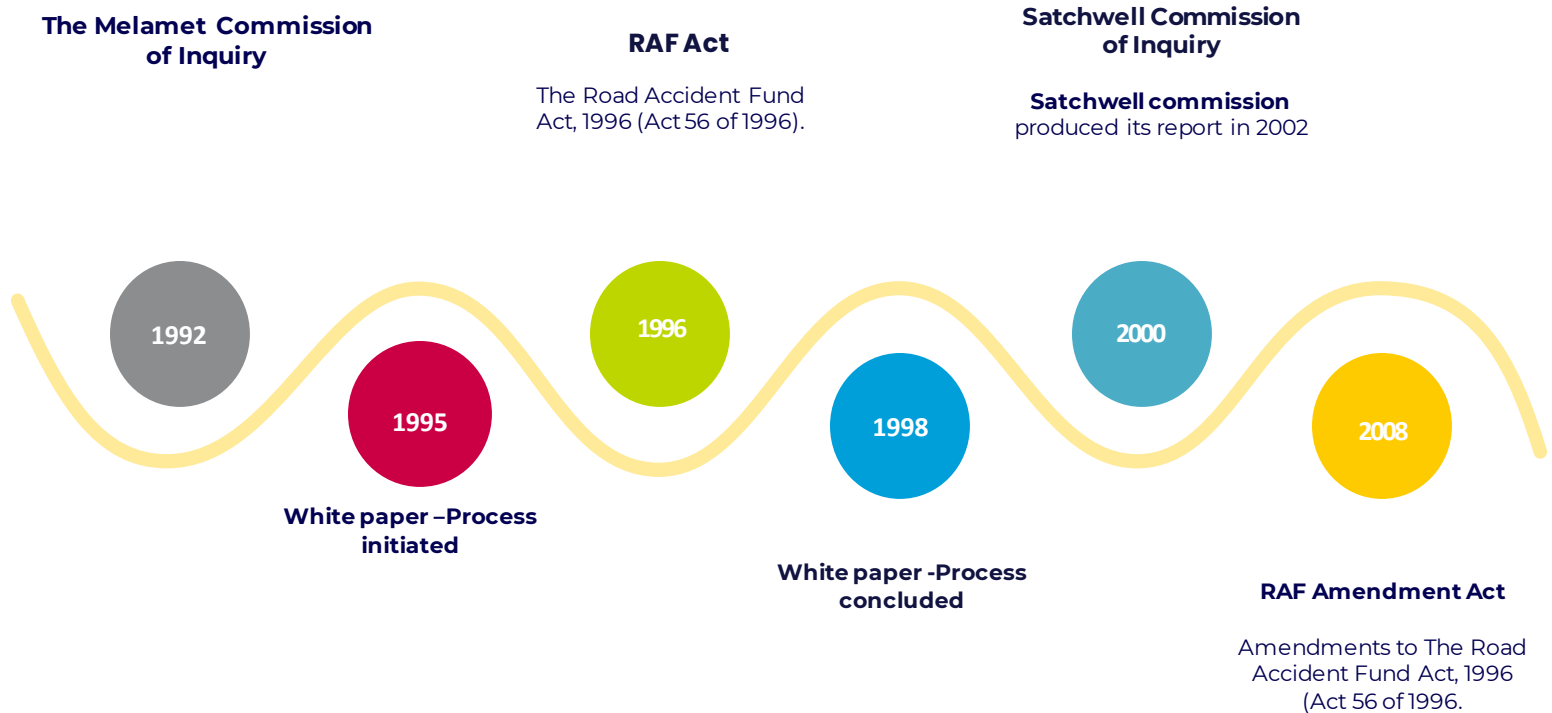 The Melamet Commission
of Inquiry
RAF Act
The Road Accident Fund
Act, 1996 (Act 56 of 1996).
Satchwell Commission
of Inquiry
Satchwell commission
produced its report in 2002
1992
1995
1996
1998
2000
2008
White paper –Process
initiated
White paper -Process
concluded
RAF Amendment Act
Amendments to The Road
Accident Fund Act, 1996
(Act 56 of 1996.